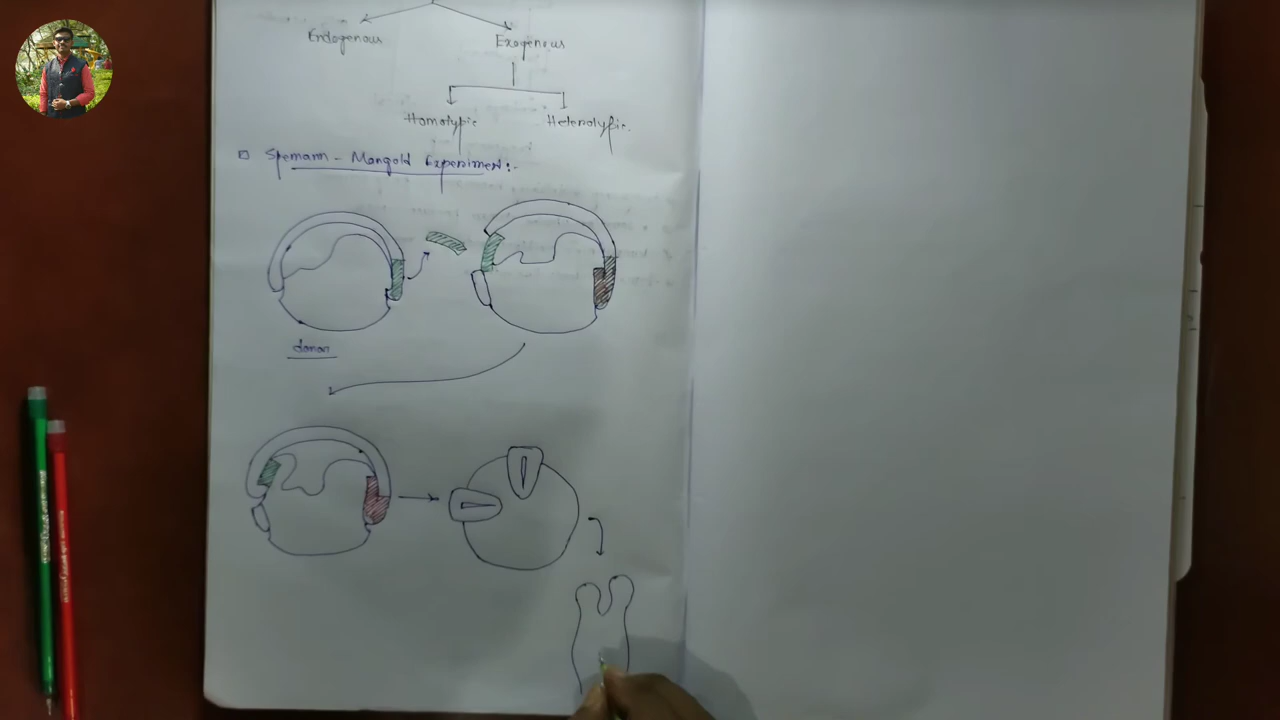 Endogenous Exogenous
Homotypic Heterotypic.
Spemann - Mangold Experiment:-
donor